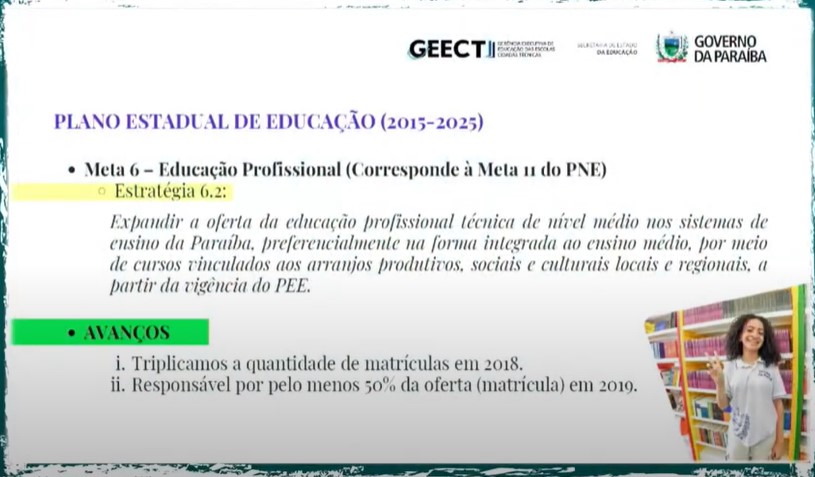 GEECT
GERÊNCIA EXECUTIVA DE
EDUCAÇÃO DAS ESCOLAS
CIDADÃS TÉCNICAS
SECRETARIA DE ESTADO
DA EDUCAÇÃO
GOVERNO
DA PARAÍBA
PLANO ESTADUAL DE EDUCAÇÃO (2015-2025)
• Meta 6 – Educação Profissional (Corresponde à Meta 11 do PNE)
○ Estratégia 6.2:
Expandir a oferta da educação profissional técnica de nível médio nos sistemas de
ensino da Paraíba, preferencialmente na forma integrada ao ensino médio, por meio
de cursos vinculados aos arranjos produtivos, sociais e culturais locais e regionais, a
partir da vigência do PEE.
• AVANÇOS
i. Triplicamos a quantidade de matrículas em 2018.
ii. Responsável por pelo menos 50% da oferta (matrícula) em 2019.